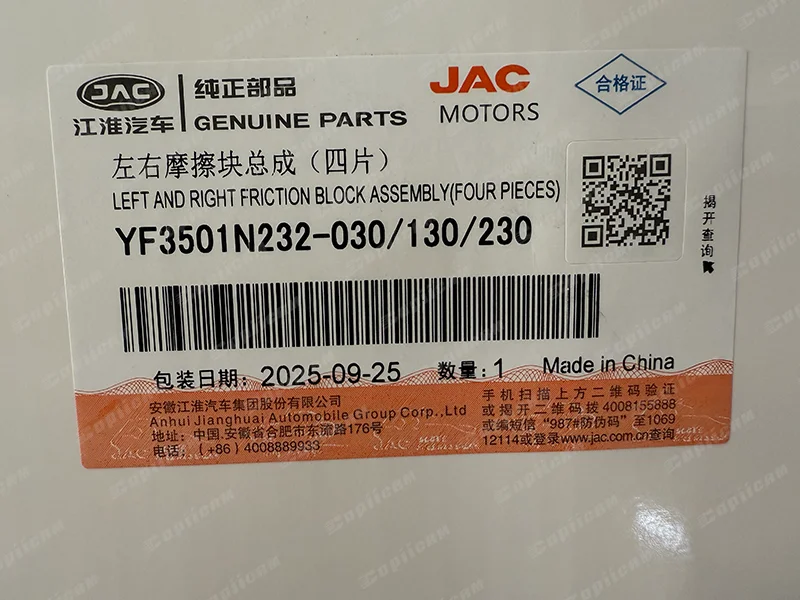 JAC
江淮汽车
纯正部品
GENUINE PARTS
JAC
MOTORS
合格证
左右摩擦块总成（四片）
LEFT AND RIGHT FRICTION BLOCK ASSEMBLY(FOUR PIECES)
YF3501N232-030/130/230
揭开查询
包装日期： 2025-09-25 数量：1 Made in China
安徽江淮汽车集团股份有限公司
Anhui Jianghuai Automobile Group Corp.,Ltd
地址：中国.安徽省合肥市东流路176号
电话：（+86）4008889933
手机扫描上方二维码验证
或揭开二维码拨4008155888
或编短信“987#防伪码”至1069
12114或登录www.jac.com.cn查询
Capiicam